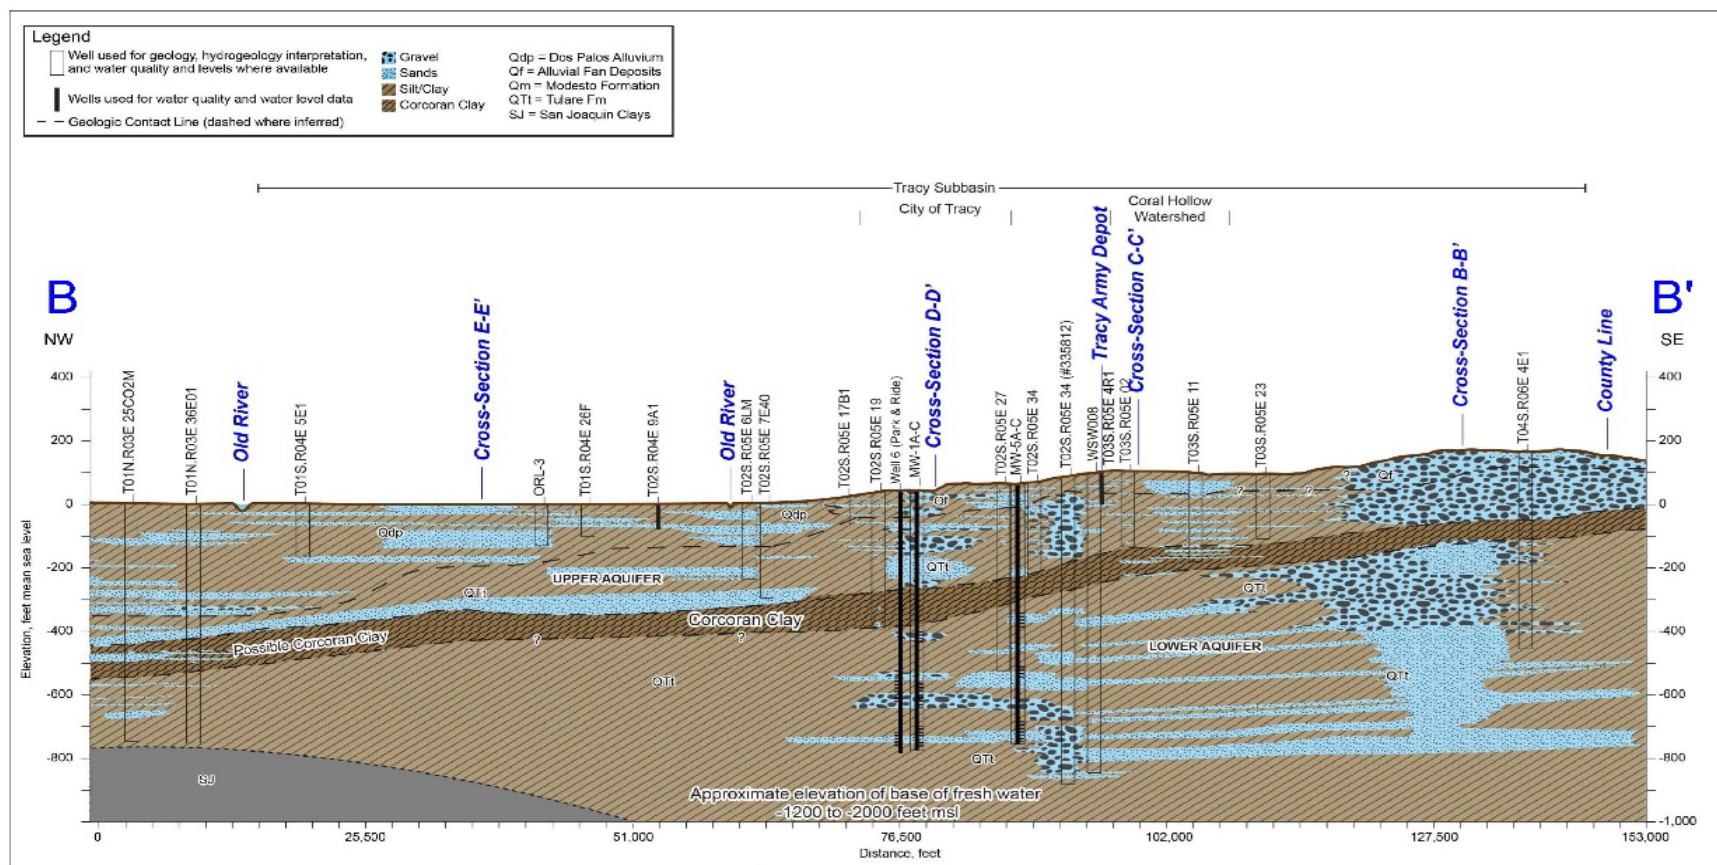 Legend
Well used for geology, hydrogeology interpretation,
and water quality and levels where available
Wells used for water quality and water level data
Geologic Contact Line (dashed where inferred)
Gravel
Sands
Silt/Clay
Corcoran Clay
Qdp = Dos Palos Alluvium
Qf = Alluvial Fan Deposits
Qm = Modesto Formation
QTt = Tulare Fm
SJ = San Joaquin Clays
Tracy Subbasin
City of Tracy
Coral Hollow
Watershed
B
NW
B'
SE
T01N.R03E 25CO2M
T01N.R03E 36E01
Old River
T01S.R04E 5E1
Cross-Section E-E'
ORL-3
T01S.R04E 26F
T02S.R04E 9A1
Old River
T02S.R05E 6LM
T02S.R05E 7E40
T02S.R05E 17B1
T02S.R05E 19
Well 6 (Park & Ride)
MW-1A-C
Cross-Section D-D'
T02S.R05E 27
MW-5A-C
T02S.R05E 34
T02S.R05E 34 (#335812)
WSW008
Tracy Army Depot
T03S.R05E 4R1
T03S.R05E 02
Cross-Section C-C'
T03S.R05E 11
T03S.R05E 23
Cross-Section B-B'
T04S.R06E 4E1
County Line
Elevation, feet mean sea level
400
200
0
-200
-400
-600
-800
400
200
0
-200
-400
-600
-800
-1,000
Qdp
Qdp
Qf
Qf
?
?
?
UPPER AQUIFER
QTt
QTt
QTt
Possible Corcoran Clay
Corcoran Clay
?
?
LOWER AQUIFER
QTt
QTt
QTt
SJ
Approximate elevation of base of fresh water
-1200 to -2000 feet msl
0
25,500
51.000
76,500
102,000
127,500
153,000
Distance, feet